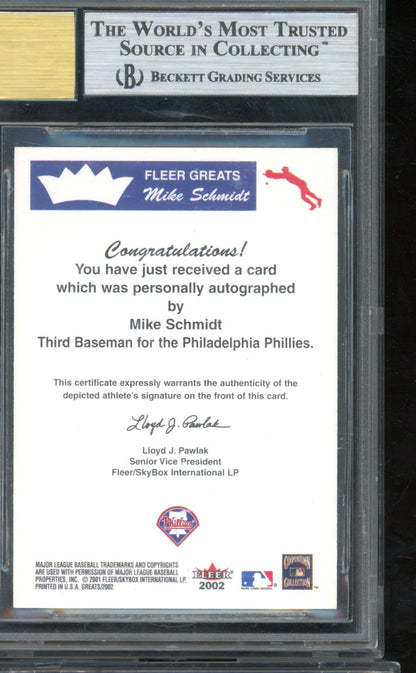 The World's Most Trusted
Source in Collecting™
(B) Beckett Grading Services
FLEER GREATS
Mike Schmidt
Congratulations!
You have just received a card
which was personally autographed
by
Mike Schmidt
Third Baseman for the Philadelphia Phillies.
This certificate expressly warrants the authenticity of the
depicted athlete's signature on the front of this card.
Lloyd J. Pawlak
Lloyd J. Pawlak
Senior Vice President
Fleer/SkyBox International LP
Phillies
MAJOR LEAGUE BASEBALL TRADEMARKS AND COPYRIGHTS
ARE USED WITH PERMISSION OF MAJOR LEAGUE BASEBALL
PROPERTIES, INC. © 2001 FLEER/SKYBOX INTERNATIONAL LP.
PRINTED IN U.S.A. GREATS/2002
FLEER
2002
COOPERSTOWN
COLLECTION